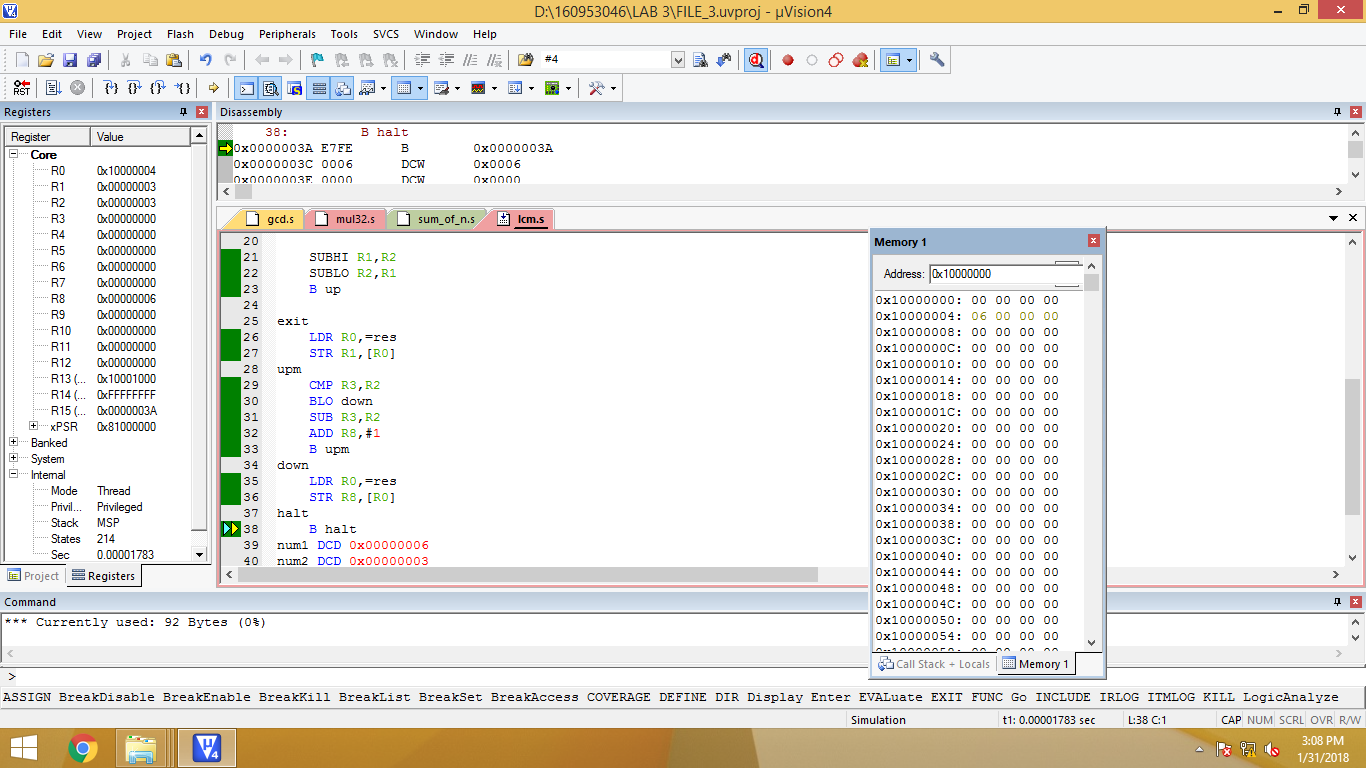 D:\160953046\LAB 3\FILE_3.uvproj - µVision4
File Edit View Project Flash Debug Peripherals Tools SVCS Window Help
#4
RST
Registers
Register Value
Core
R0 0x10000004
R1 0x00000003
R2 0x00000003
R3 0x00000000
R4 0x00000000
R5 0x00000000
R6 0x00000000
R7 0x00000000
R8 0x00000006
R9 0x00000000
R10 0x00000000
R11 0x00000000
R12 0x00000000
R13 (... 0x10001000
R14 (... 0xFFFFFFFF
R15 (... 0x0000003A
xPSR 0x81000000
Banked
System
Internal
Mode Thread
Privil... Privileged
Stack MSP
States 214
Sec 0.00001783
Project Registers
Disassembly
38: B halt
0x0000003A E7FE B 0x0000003A
0x0000003C 0006 DCW 0x0006
0x0000003E 0000 DCW 0x0000
gcd.s mul32.s sum_of_n.s lcm.s
20
21 SUBHI R1,R2
22 SUBLO R2,R1
23 B up
24
25 exit
26 LDR R0,=res
27 STR R1,[R0]
28 upm
29 CMP R3,R2
30 BLO down
31 SUB R3,R2
32 ADD R8,#1
33 B upm
34 down
35 LDR R0,=res
36 STR R8,[R0]
37 halt
38 B halt
39 num1 DCD 0x00000006
40 num2 DCD 0x00000003
Memory 1
Address: 0x10000000
0x10000000: 00 00 00 00
0x10000004: 06 00 00 00
0x10000008: 00 00 00 00
0x1000000C: 00 00 00 00
0x10000010: 00 00 00 00
0x10000014: 00 00 00 00
0x10000018: 00 00 00 00
0x1000001C: 00 00 00 00
0x10000020: 00 00 00 00
0x10000024: 00 00 00 00
0x10000028: 00 00 00 00
0x1000002C: 00 00 00 00
0x10000030: 00 00 00 00
0x10000034: 00 00 00 00
0x10000038: 00 00 00 00
0x1000003C: 00 00 00 00
0x10000040: 00 00 00 00
0x10000044: 00 00 00 00
0x10000048: 00 00 00 00
0x1000004C: 00 00 00 00
0x10000050: 00 00 00 00
0x10000054: 00 00 00 00
Call Stack + Locals Memory 1
Command
*** Currently used: 92 Bytes (0%)
>
ASSIGN BreakDisable BreakEnable BreakKill BreakList BreakSet BreakAccess COVERAGE DEFINE DIR Display Enter EVALuate EXIT FUNC Go INCLUDE IRLOG ITMLOG KILL LogicAnalyze
Simulation t1: 0.00001783 sec L:38 C:1 CAP NUM SCRL OVR R/W
3:08 PM
1/31/2018